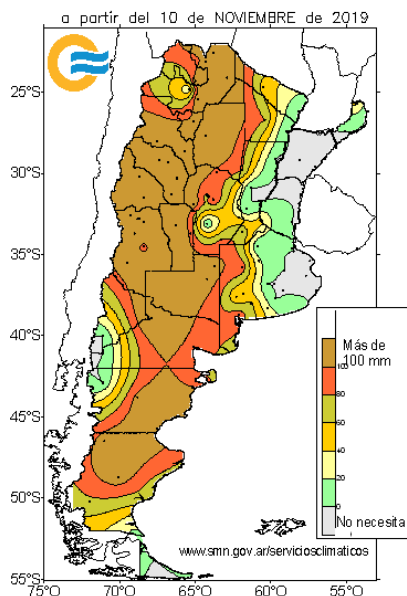 a partir del 10 de NOVIEMBRE de 2019
25°S
30°S
35°S
40°S
45°S
50°S
55°S
75°W
70°W
65°W
60°W
55°W
Más de
100 mm
100
80
60
40
20
0
No necesita
www.smn.gov.ar/serviciosclimaticos